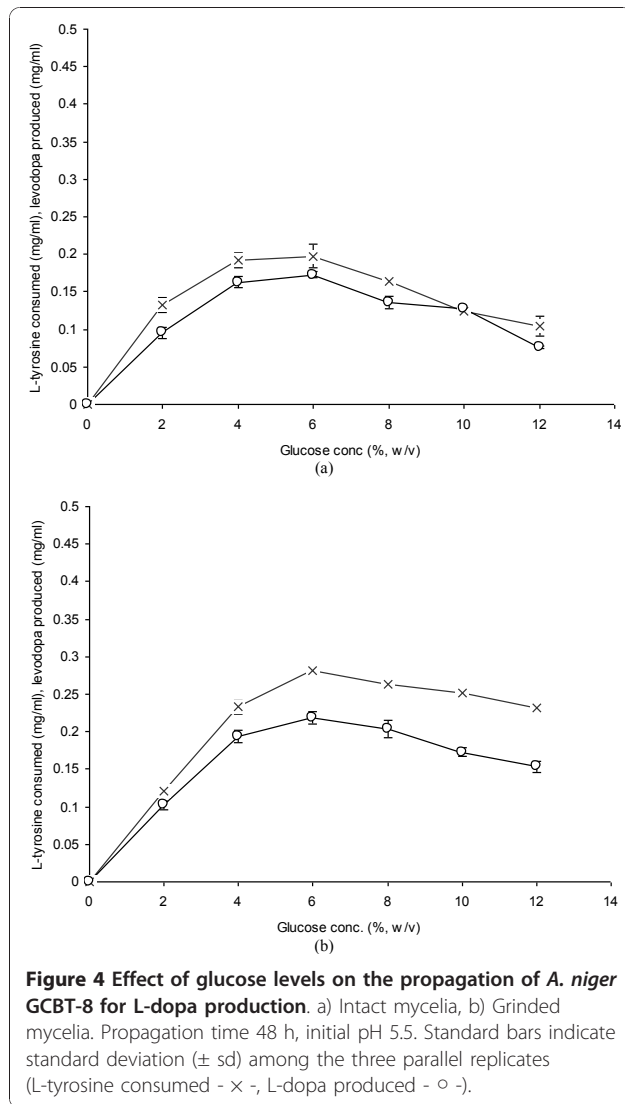 0.5
0.45
0.4
0.35
0.3
0.25
0.2
0.15
0.1
0.05
0
L-tyrosine consumed (mg/ml), levodopa produced (mg/ml)
0 2 4 6 8 10 12 14
Glucose conc (%, w/v)
(a)
0.5
0.45
0.4
0.35
0.3
0.25
0.2
0.15
0.1
0.05
0
L-tyrosine consumed (mg/ml), levodopa produced (mg/ml)
0 2 4 6 8 10 12 14
Glucose conc. (%, w/v)
(b)
Figure 4 Effect of glucose levels on the propagation of A. niger
GCBT-8 for L-dopa production. a) Intact mycelia, b) Grinded
mycelia. Propagation time 48 h, initial pH 5.5. Standard bars indicate
standard deviation (± sd) among the three parallel replicates
(L-tyrosine consumed - × -, L-dopa produced - ○ -).